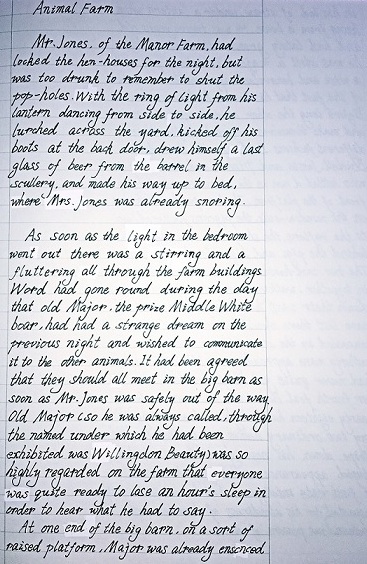 Animal Farm
Mr. Jones, of the Manor Farm, had
locked the hen-houses for the night, but
was too drunk to remember to shut the
pop-holes. With the ring of light from his
lantern dancing from side to side, he
lurched across the yard, kicked off his
boots at the back door, drew himself a last
glass of beer from the barrel in the
scullery, and made his way up to bed,
where Mrs. Jones was already snoring.
As soon as the light in the bedroom
went out there was a stirring and a
fluttering all through the farm buildings
Word had gone round during the day
that old Major, the prize Middle White
boar, had had a strange dream on the
previous night and wished to communicate
it to the other animals. It had been agreed
that they should all meet in the big barn as
soon as Mr. Jones was safely out of the way
Old Major (so he was always called, through
the named under which he had been
exhibited was Willingdon Beauty) was so
highly regarded on the farm that everyone
was quite ready to lase an hour's sleep in
order to hear what he had to say.
At one end of the big barn, on a sort of
raised platform, Major was already ensonced